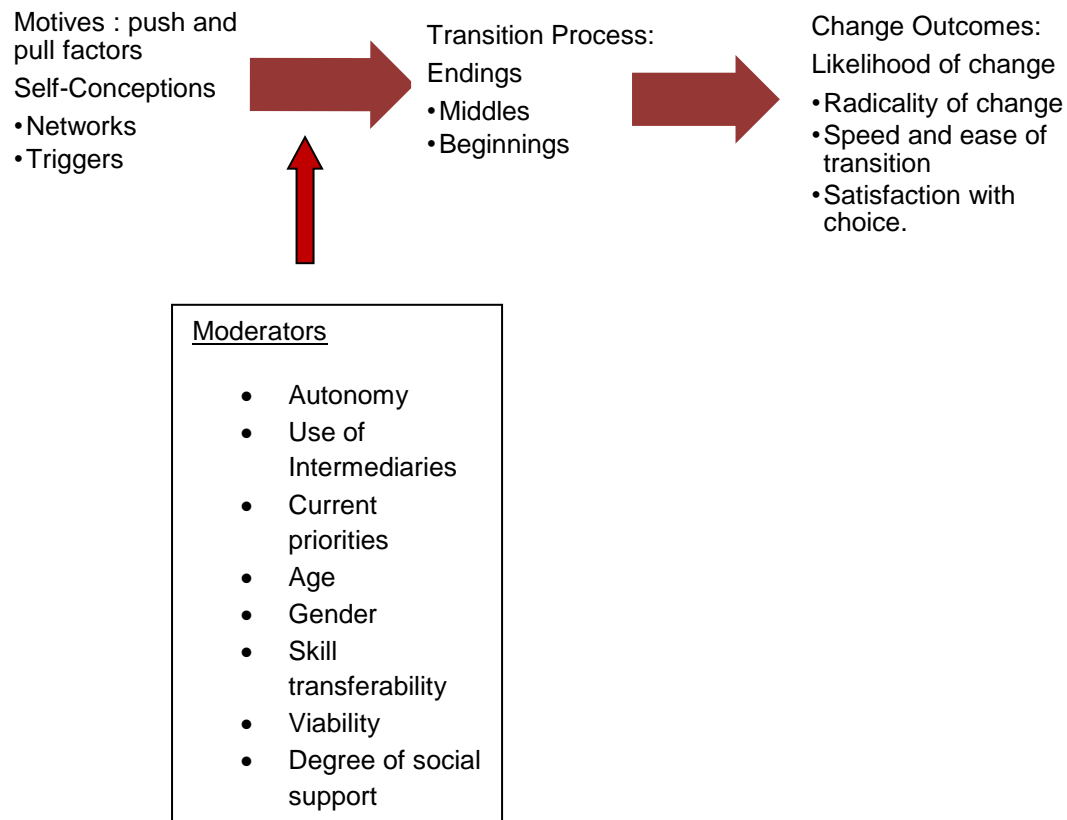 Motives : push and
pull factors
Self-Conceptions
•Networks
•Triggers
Transition Process:
Endings
•Middles
•Beginnings
Change Outcomes:
Likelihood of change
•Radicality of change
•Speed and ease of
transition
•Satisfaction with
choice.
Moderators
• Autonomy
• Use of
Intermediaries
• Current
priorities
• Age
• Gender
• Skill
transferability
• Viability
• Degree of social
support